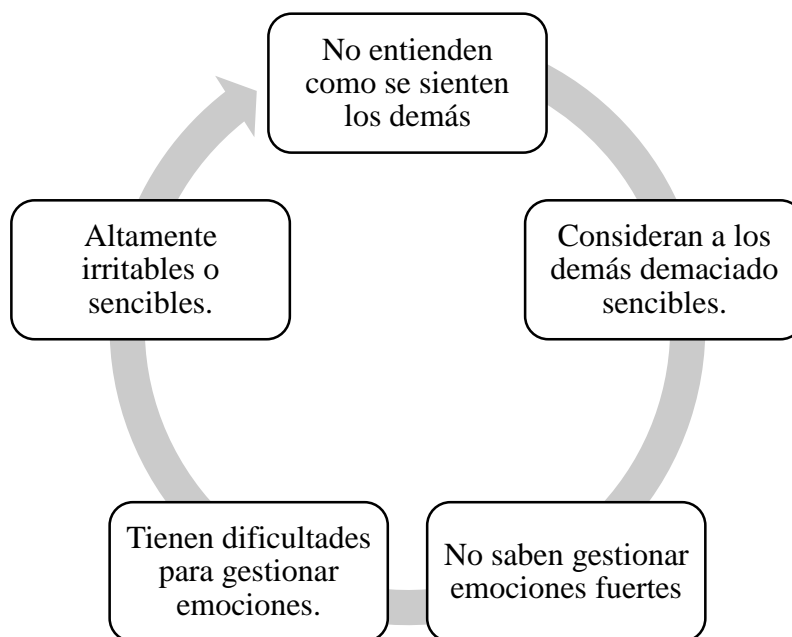 No entienden
como se sienten
los demás
Consideran a los
demás demaciado
sencibles.
No saben gestionar
emociones fuertes
Tienen dificultades
para gestionar
emociones.
Altamente
irritables o
sencibles.